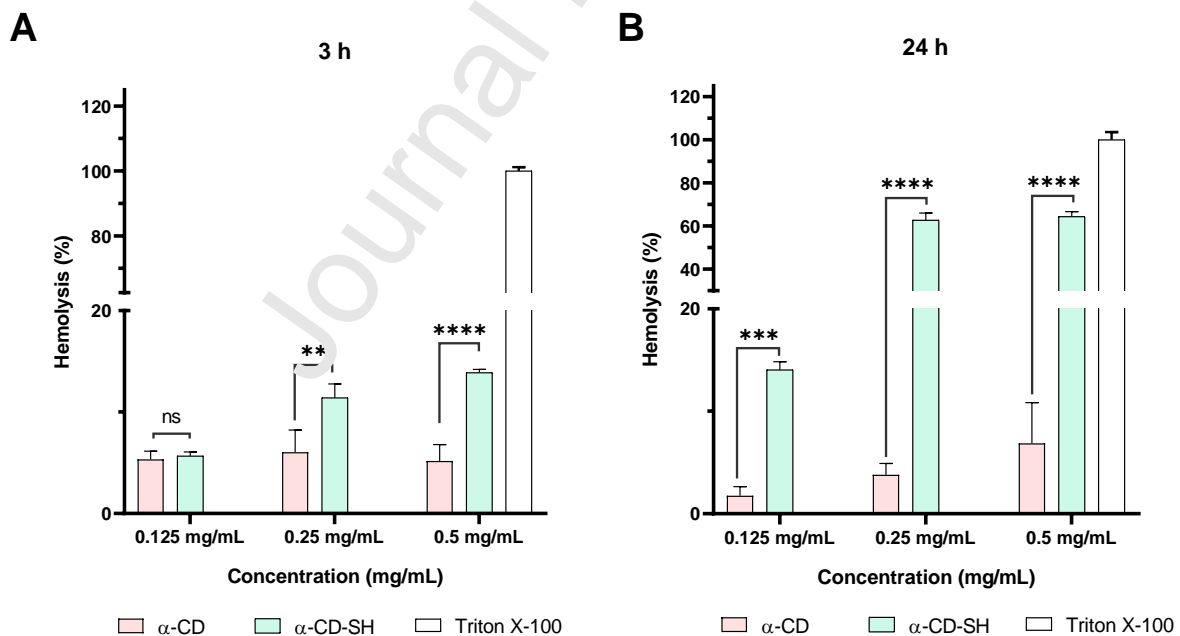 A
3 h
Hemolysis (%)
120
100
80
20
0
ns
**
****
0.125 mg/mL
0.25 mg/mL
0.5 mg/mL
Concentration (mg/mL)
α-CD
α-CD-SH
Triton X-100
B
24 h
Hemolysis (%)
120
100
80
60
40
20
0
***
****
****
0.125 mg/mL
0.25 mg/mL
0.5 mg/mL
Concentration (mg/mL)
α-CD
α-CD-SH
Triton X-100
Journal